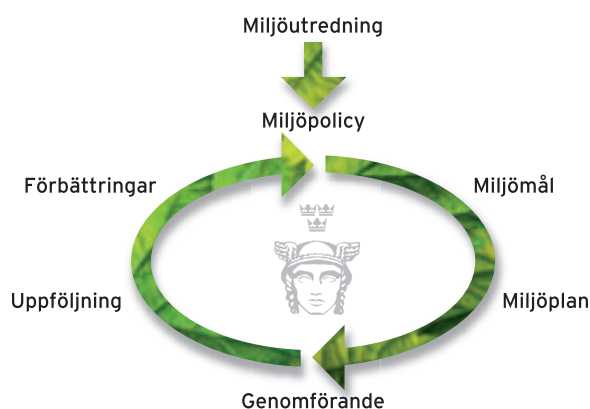 Miljöutredning
Miljöpolicy
Miljömål
Miljöplan
Genomförande
Uppföljning
Förbättringar